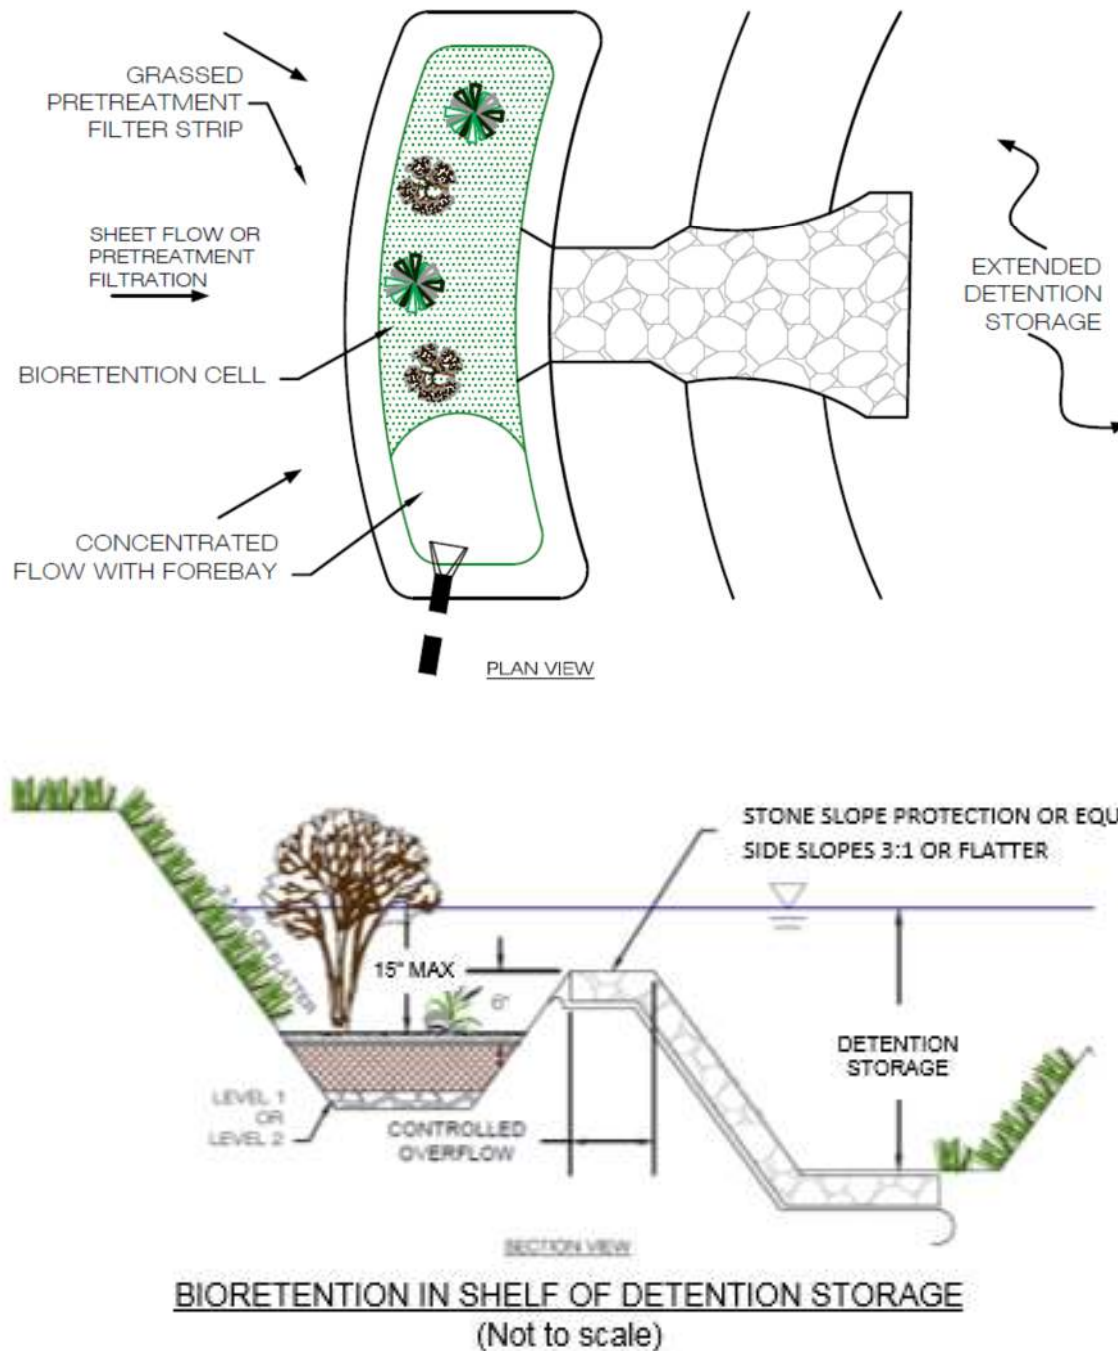 GRASSED
PRETREATMENT
FILTER STRIP
SHEET FLOW OR
PRETREATMENT
FILTRATION
BIORETENTION CELL
CONCENTRATED
FLOW WITH FOREBAY
EXTENDED
DETENTION
STORAGE
PLAN VIEW
STONE SLOPE PROTECTION OR EQU
SIDE SLOPES 3:1 OR FLATTER
OR FLATTER
15" MAX
6"
DETENTION
STORAGE
LEVEL 1
OR
LEVEL 2
CONTROLLED
OVERFLOW
SECTION VIEW
BIORETENTION IN SHELF OF DETENTION STORAGE
(Not to scale)